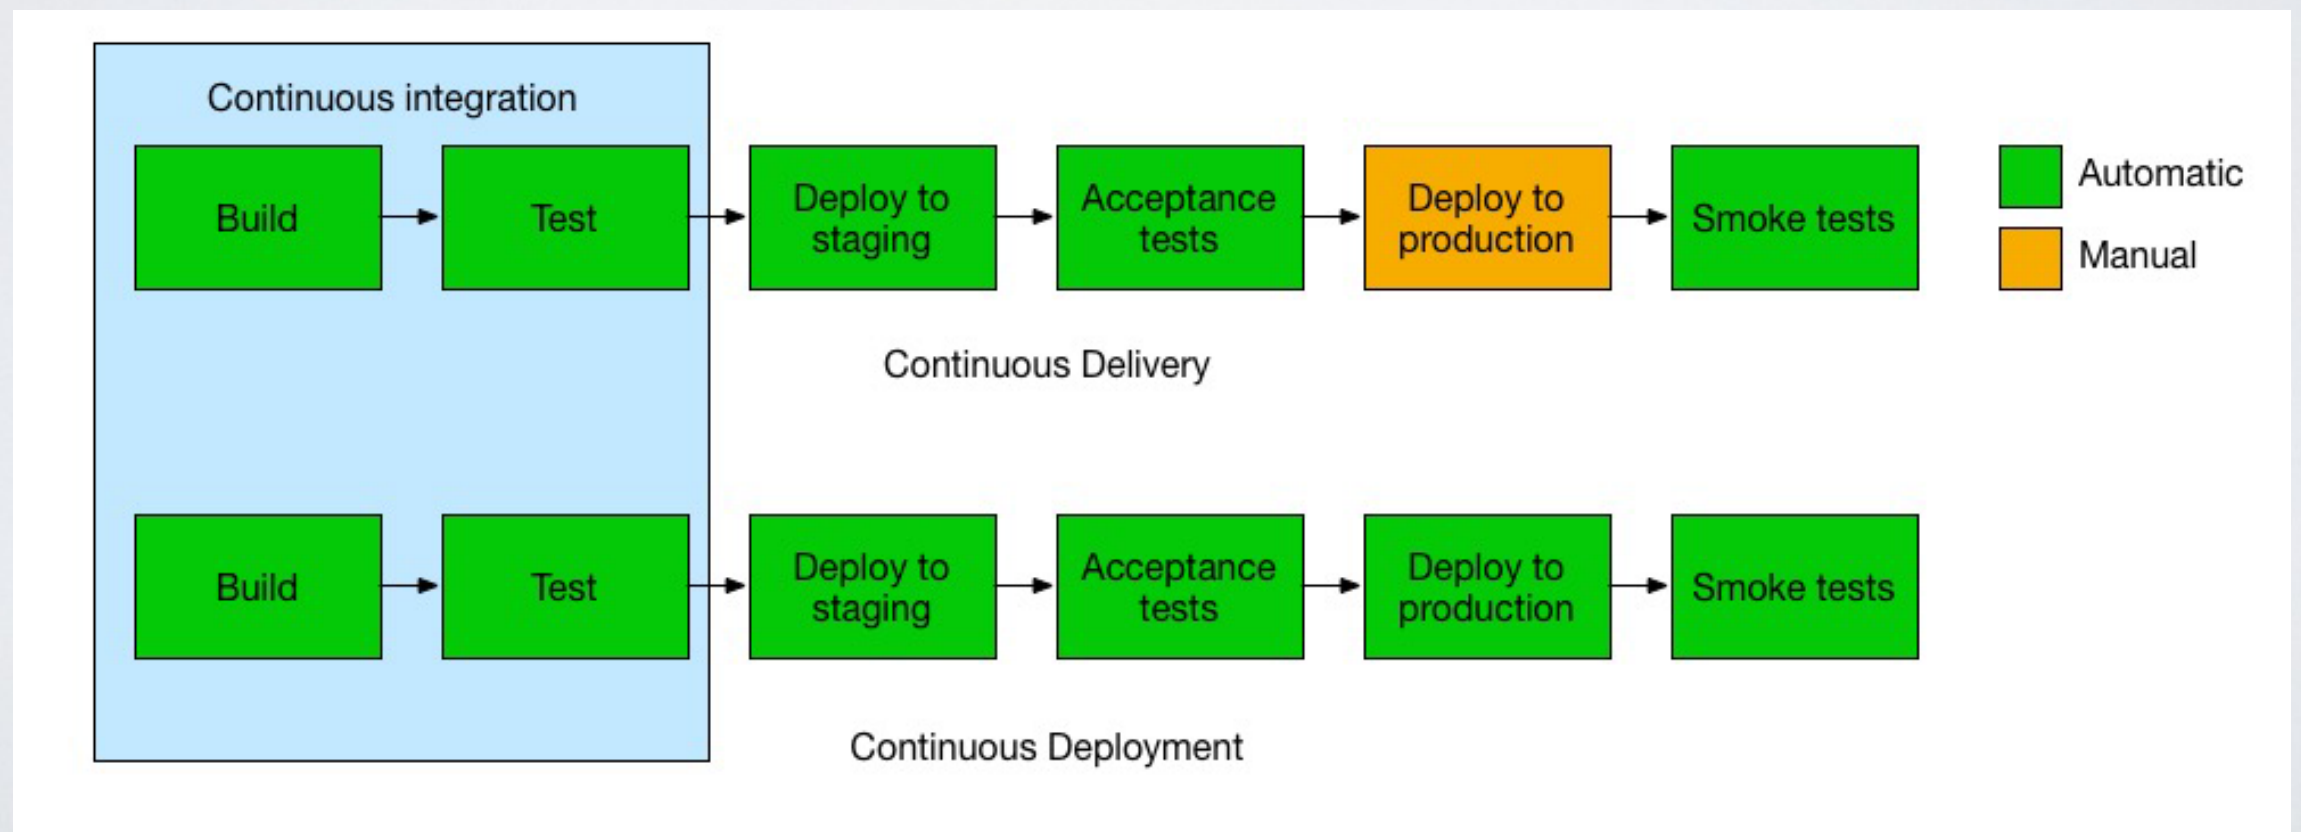 Continuous integration
Build
Test
Deploy to
staging
Acceptance
tests
Deploy to
production
Smoke tests
Automatic
Manual
Continuous Delivery
Build
Test
Deploy to
staging
Acceptance
tests
Deploy to
production
Smoke tests
Continuous Deployment